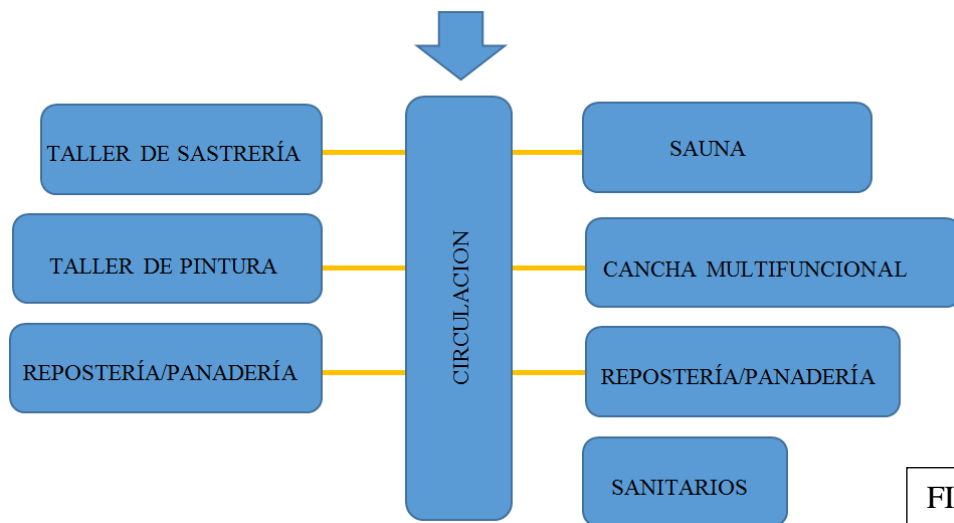 TALLER DE SASTRERÍA
SAUNA
TALLER DE PINTURA
CANCHA MULTIFUNCIONAL
CIRCULACION
REPOSTERÍA/PANADERÍA
REPOSTERÍA/PANADERÍA
SANITARIOS
FI